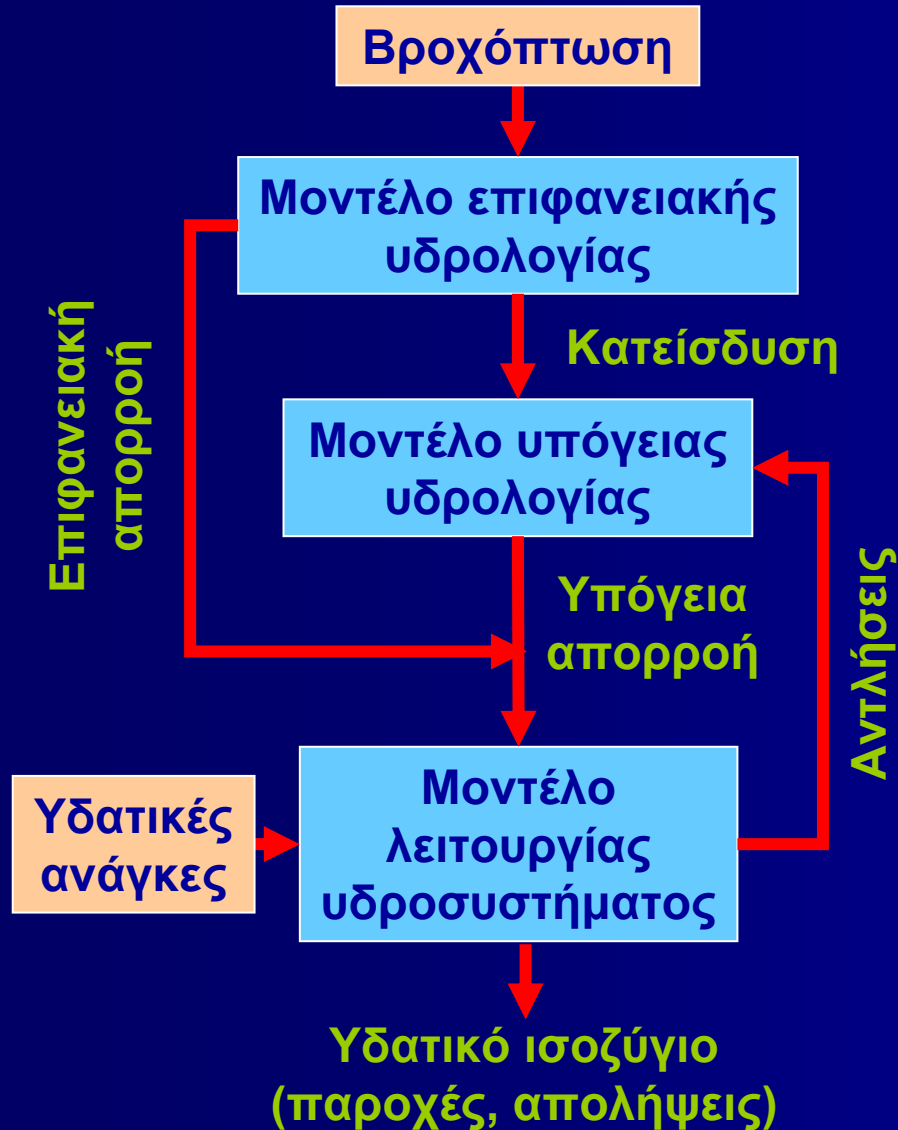 Βροχόπτωση
Μοντέλο επιφανειακής
υδρολογίας
Επιφανειακή
απορροή
Κατείσδυση
Μοντέλο υπόγειας
υδρολογίας
Υπόγεια
απορροή
Αντλήσεις
Υδατικές
ανάγκες
Μοντέλο
λειτουργίας
υδροσυστήματος
Υδατικό ισοζύγιο
(παροχές, απολήψεις)